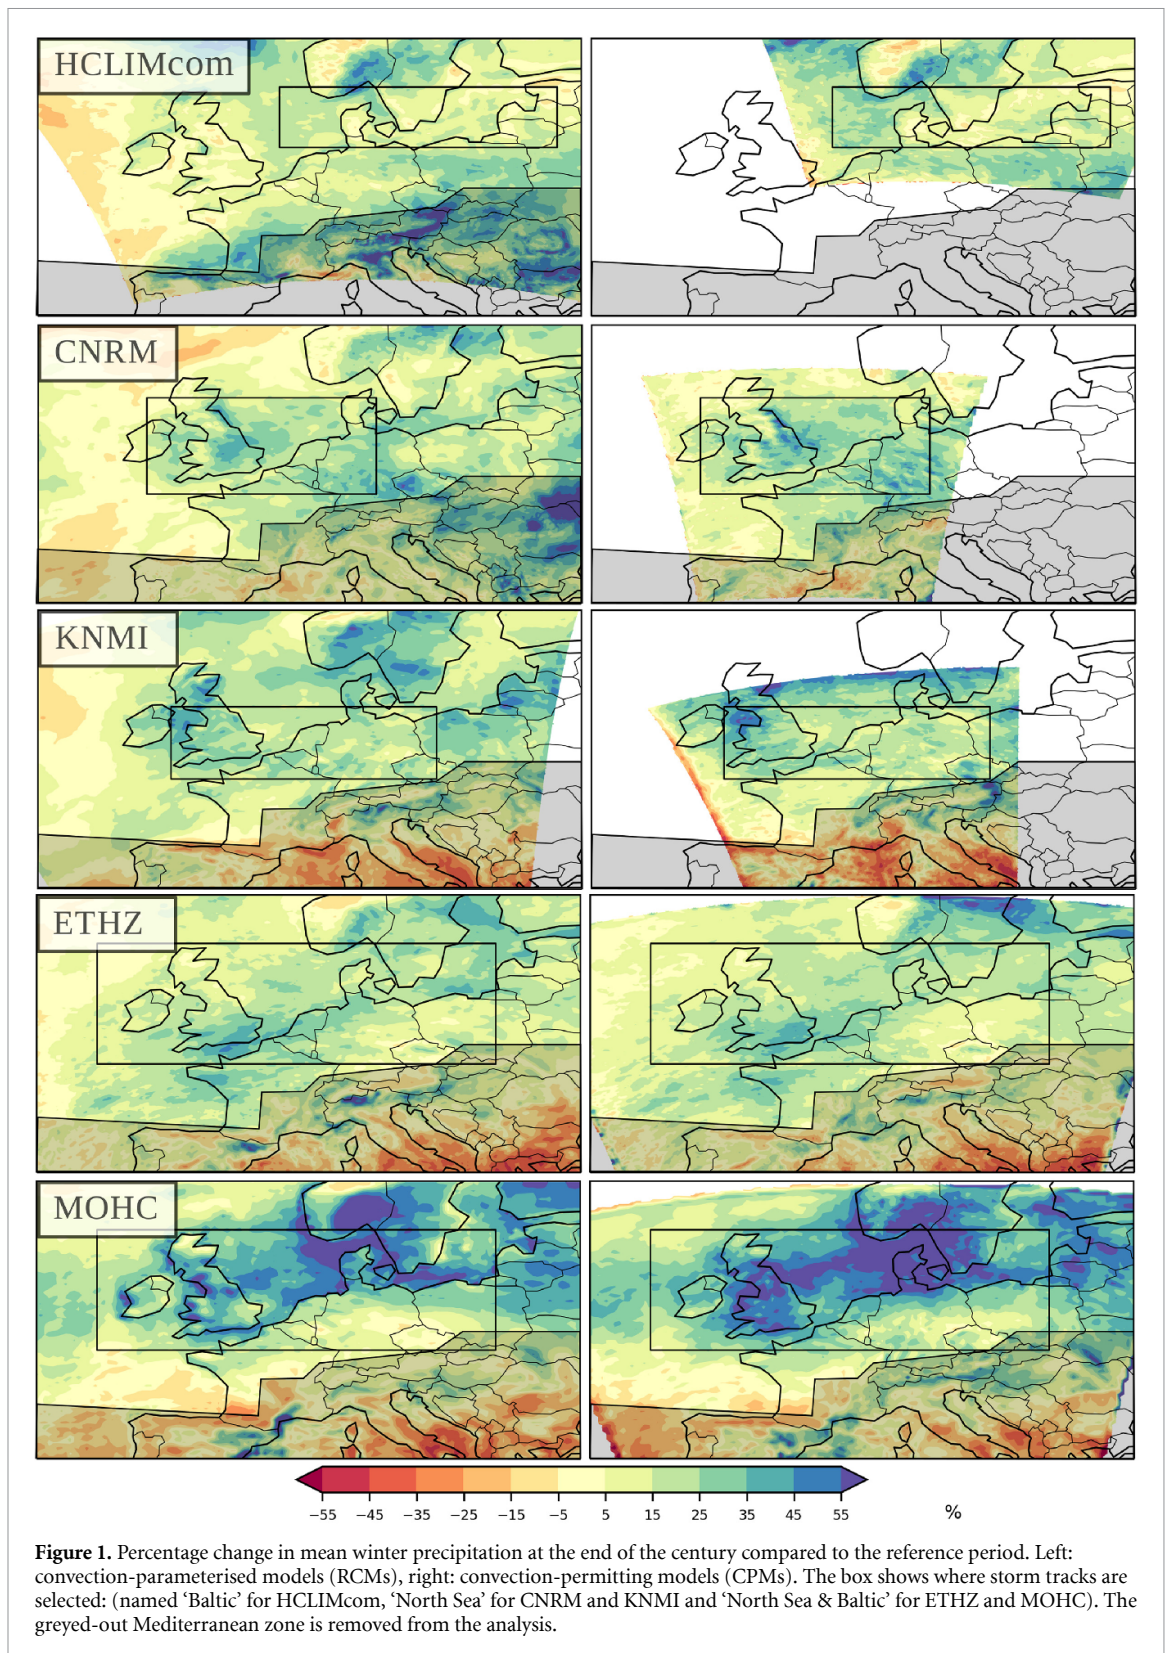 HCLIMcom
CNRM
KNMI
ETHZ
MOHC
−55 −45 −35 −25 −15 −5 5 15 25 35 45 55 %
Figure 1. Percentage change in mean winter precipitation at the end of the century compared to the reference period. Left:
convection-parameterised models (RCMs), right: convection-permitting models (CPMs). The box shows where storm tracks are
selected: (named ‘Baltic’ for HCLIMcom, ‘North Sea’ for CNRM and KNMI and ‘North Sea & Baltic’ for ETHZ and MOHC). The
greyed-out Mediterranean zone is removed from the analysis.